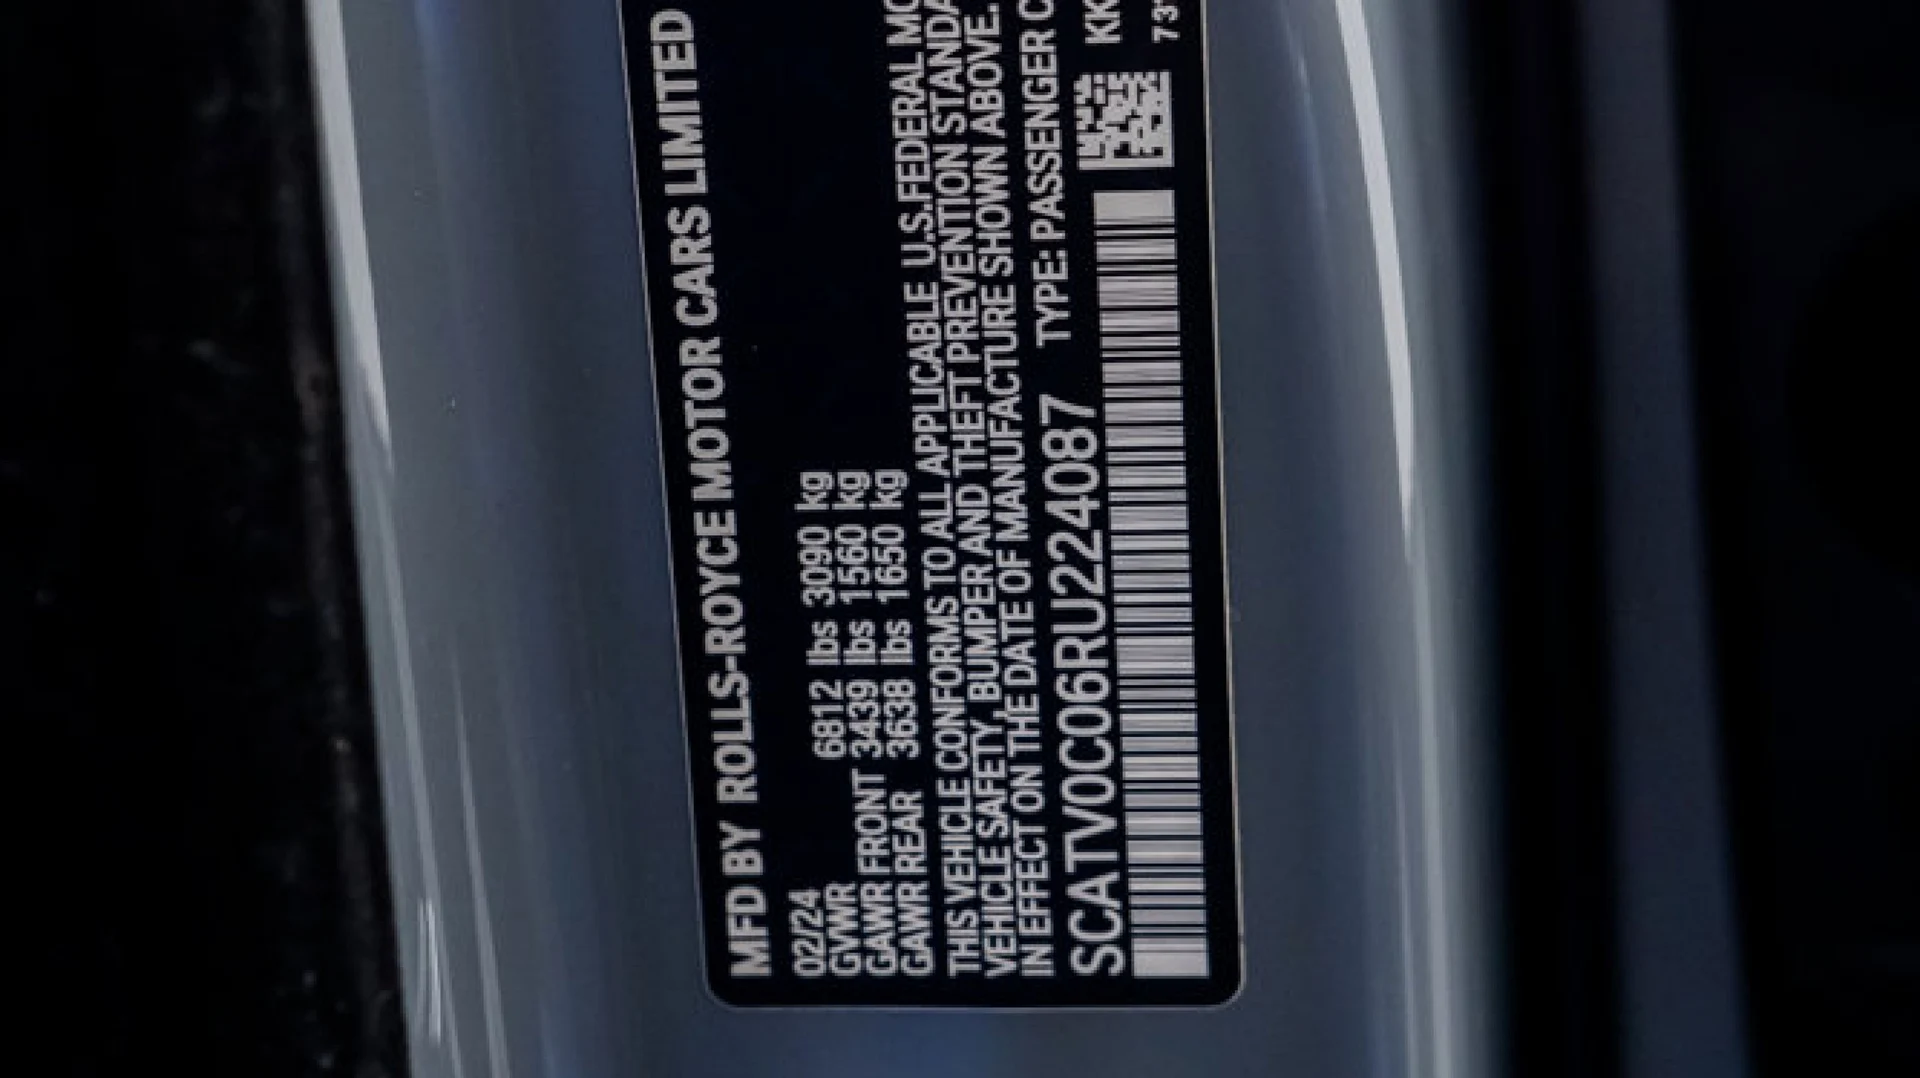 MFD BY ROLLS-ROYCE MOTOR CARS LIMITED
02/24
GVWR 6812 lbs 3090 kg
GAWR FRONT 3439 lbs 1560 kg
GAWR REAR 3638 lbs 1650 kg
THIS VEHICLE CONFORMS TO ALL APPLICABLE U.S.FEDERAL MO
VEHICLE SAFETY, BUMPER AND THEFT PREVENTION STANDA
IN EFFECT ON THE DATE OF MANUFACTURE SHOWN ABOVE.
SCATV0C06RU224087 TYPE: PASSENGER C
KK
73